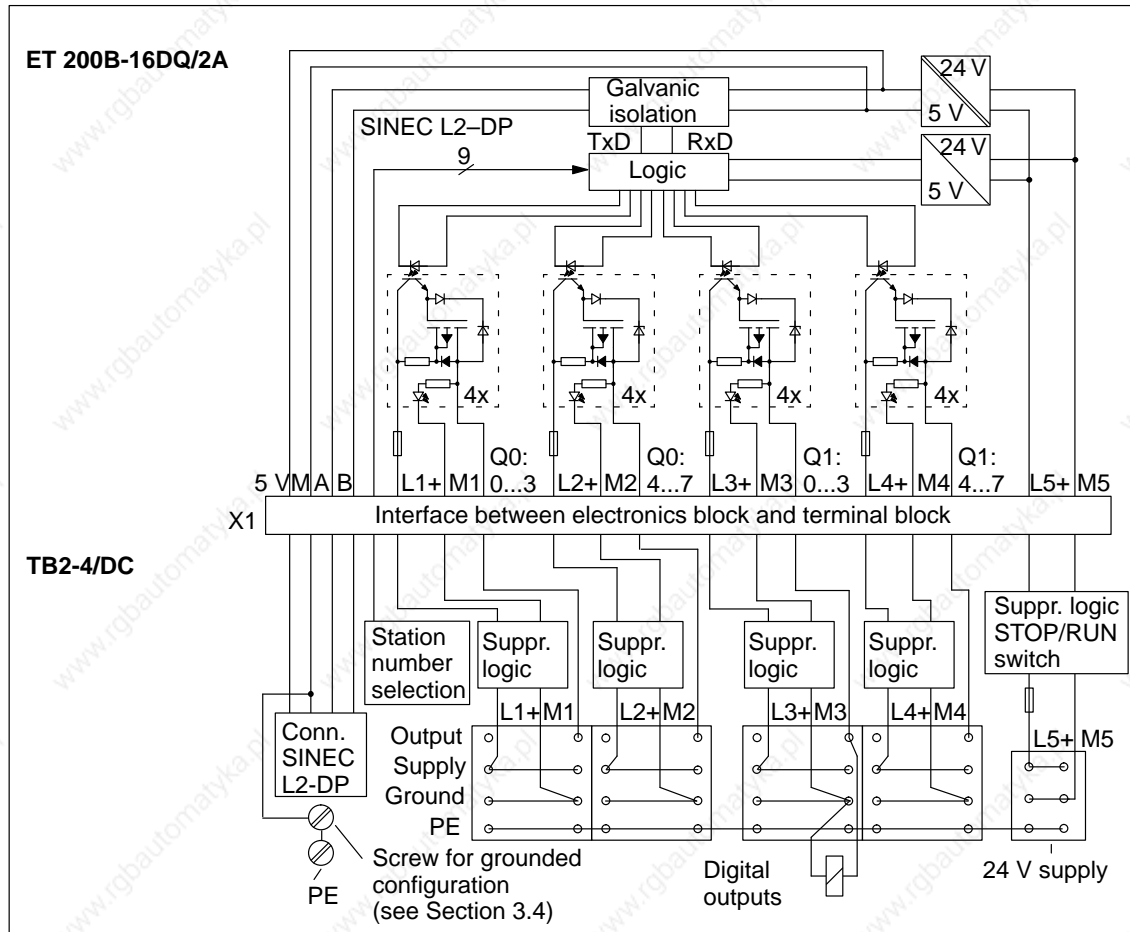 ET 200B-16DQ/2A
Galvanic
isolation
24 V
5 V
SINEC L2–DP
TxD
RxD
9
Logic
24 V
5 V
4x
4x
4x
4x
5 V M A B
L1+ M1
Q0:
0...3
L2+ M2
Q0:
4...7
L3+ M3
Q1:
0...3
L4+ M4
Q1:
4...7
L5+ M5
X1
Interface between electronics block and terminal block
TB2-4/DC
Station
number
selection
Suppr.
logic
Suppr.
logic
Suppr.
logic
Suppr.
logic
Suppr. logic
STOP/RUN
switch
Conn.
SINEC
L2-DP
L1+ M1
L2+ M2
L3+ M3
L4+ M4
L5+ M5
Output
Supply
Ground
PE
PE
Screw for grounded
configuration
(see Section 3.4)
Digital
outputs
24 V supply
www.rgbautomatyka.pl